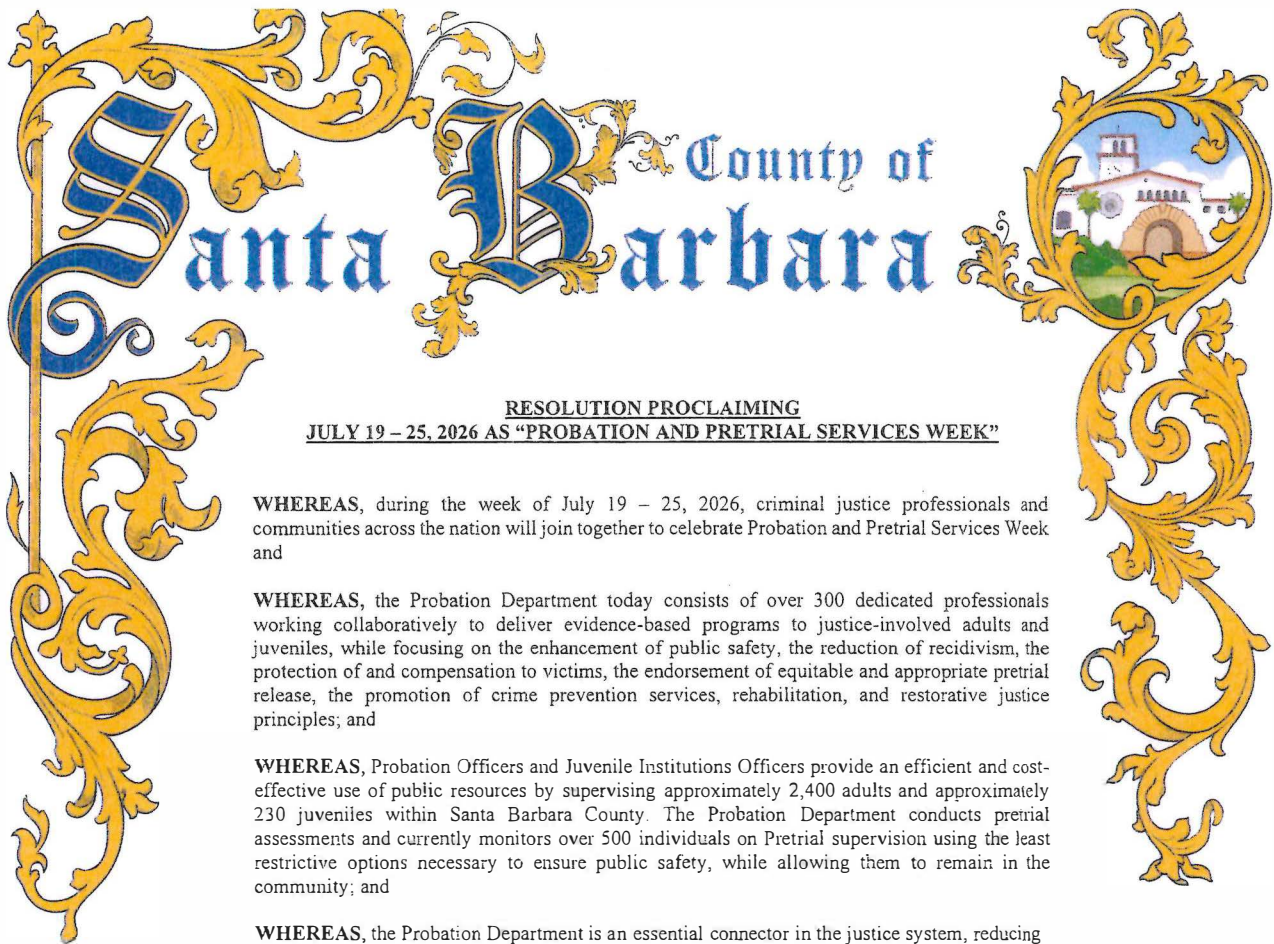 County of
Santa Barbara
RESOLUTION PROCLAIMING
JULY 19 – 25, 2026 AS “PROBATION AND PRETRIAL SERVICES WEEK”
WHEREAS, during the week of July 19 – 25, 2026, criminal justice professionals and
communities across the nation will join together to celebrate Probation and Pretrial Services Week
and
WHEREAS, the Probation Department today consists of over 300 dedicated professionals
working collaboratively to deliver evidence-based programs to justice-involved adults and
juveniles, while focusing on the enhancement of public safety, the reduction of recidivism, the
protection of and compensation to victims, the endorsement of equitable and appropriate pretrial
release, the promotion of crime prevention services, rehabilitation, and restorative justice
principles; and
WHEREAS, Probation Officers and Juvenile Institutions Officers provide an efficient and cost-
effective use of public resources by supervising approximately 2,400 adults and approximately
230 juveniles within Santa Barbara County. The Probation Department conducts pretrial
assessments and currently monitors over 500 individuals on Pretrial supervision using the least
restrictive options necessary to ensure public safety, while allowing them to remain in the
community; and
WHEREAS, the Probation Department is an essential connector in the justice system, reducing